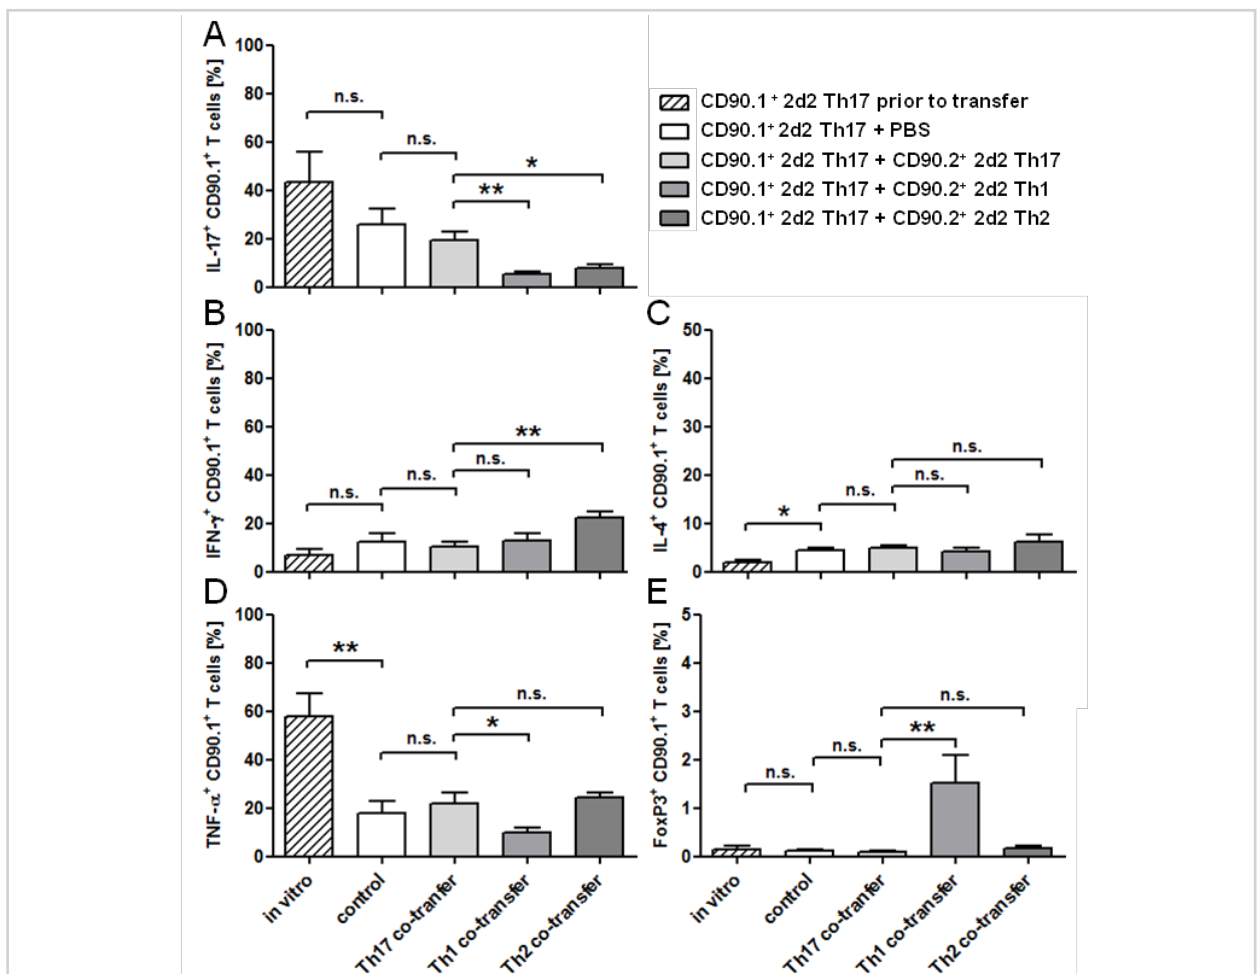 A
IL-17⁺ CD90.1⁺ T cells [%]
100
80
60
40
20
0
n.s.
n.s.
*
**
CD90.1⁺ 2d2 Th17 prior to transfer
CD90.1⁺ 2d2 Th17 + PBS
CD90.1⁺ 2d2 Th17 + CD90.2⁺ 2d2 Th17
CD90.1⁺ 2d2 Th17 + CD90.2⁺ 2d2 Th1
CD90.1⁺ 2d2 Th17 + CD90.2⁺ 2d2 Th2
B
IFN-γ⁺ CD90.1⁺ T cells [%]
100
80
60
40
20
0
n.s.
n.s.
n.s.
**
C
IL-4⁺ CD90.1⁺ T cells [%]
50
40
30
20
10
0
*
n.s.
n.s.
n.s.
D
TNF-α⁺ CD90.1⁺ T cells [%]
100
80
60
40
20
0
**
n.s.
*
n.s.
in vitro
control
Th17 co-tranfer
Th1 co-transfer
Th2 co-transfer
E
FoxP3⁺ CD90.1⁺ T cells [%]
5
4
3
2
1
0
n.s.
n.s.
**
n.s.
in vitro
control
Th17 co-tranfer
Th1 co-transfer
Th2 co-transfer